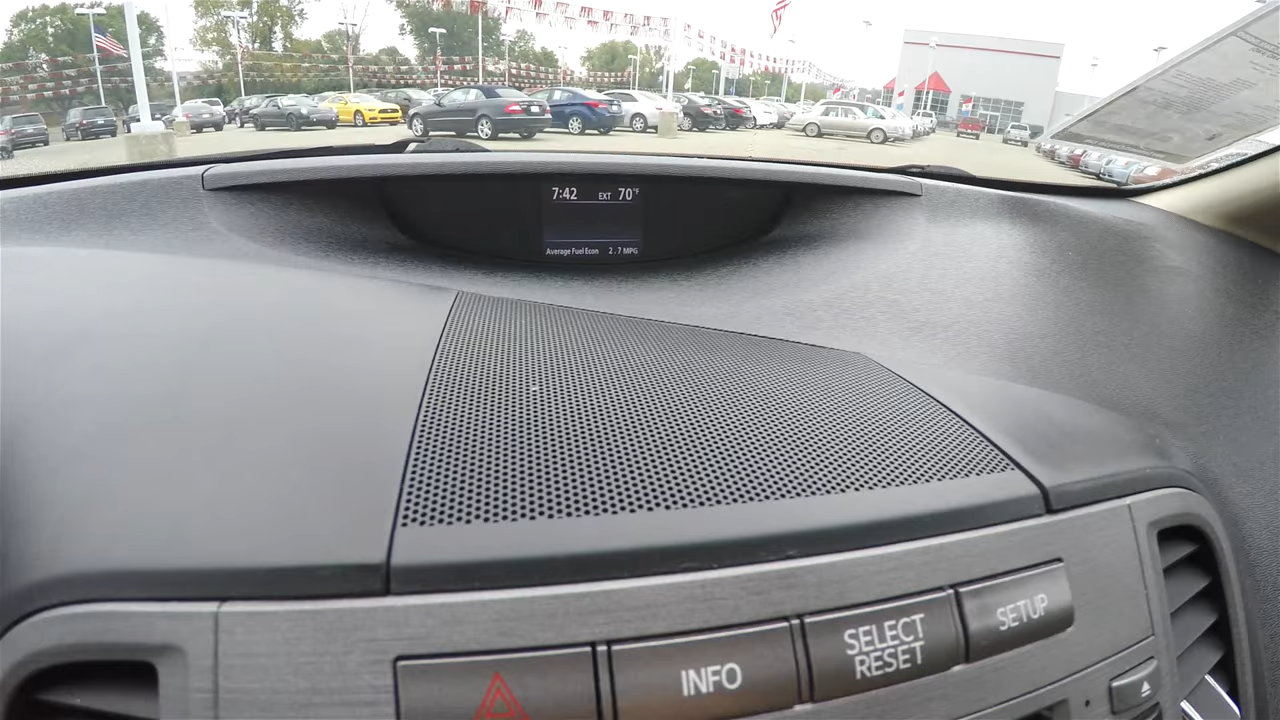 7:42 EXT 70°F
Average Fuel Econ 2.7 MPG
INFO
SELECT
RESET
SETUP